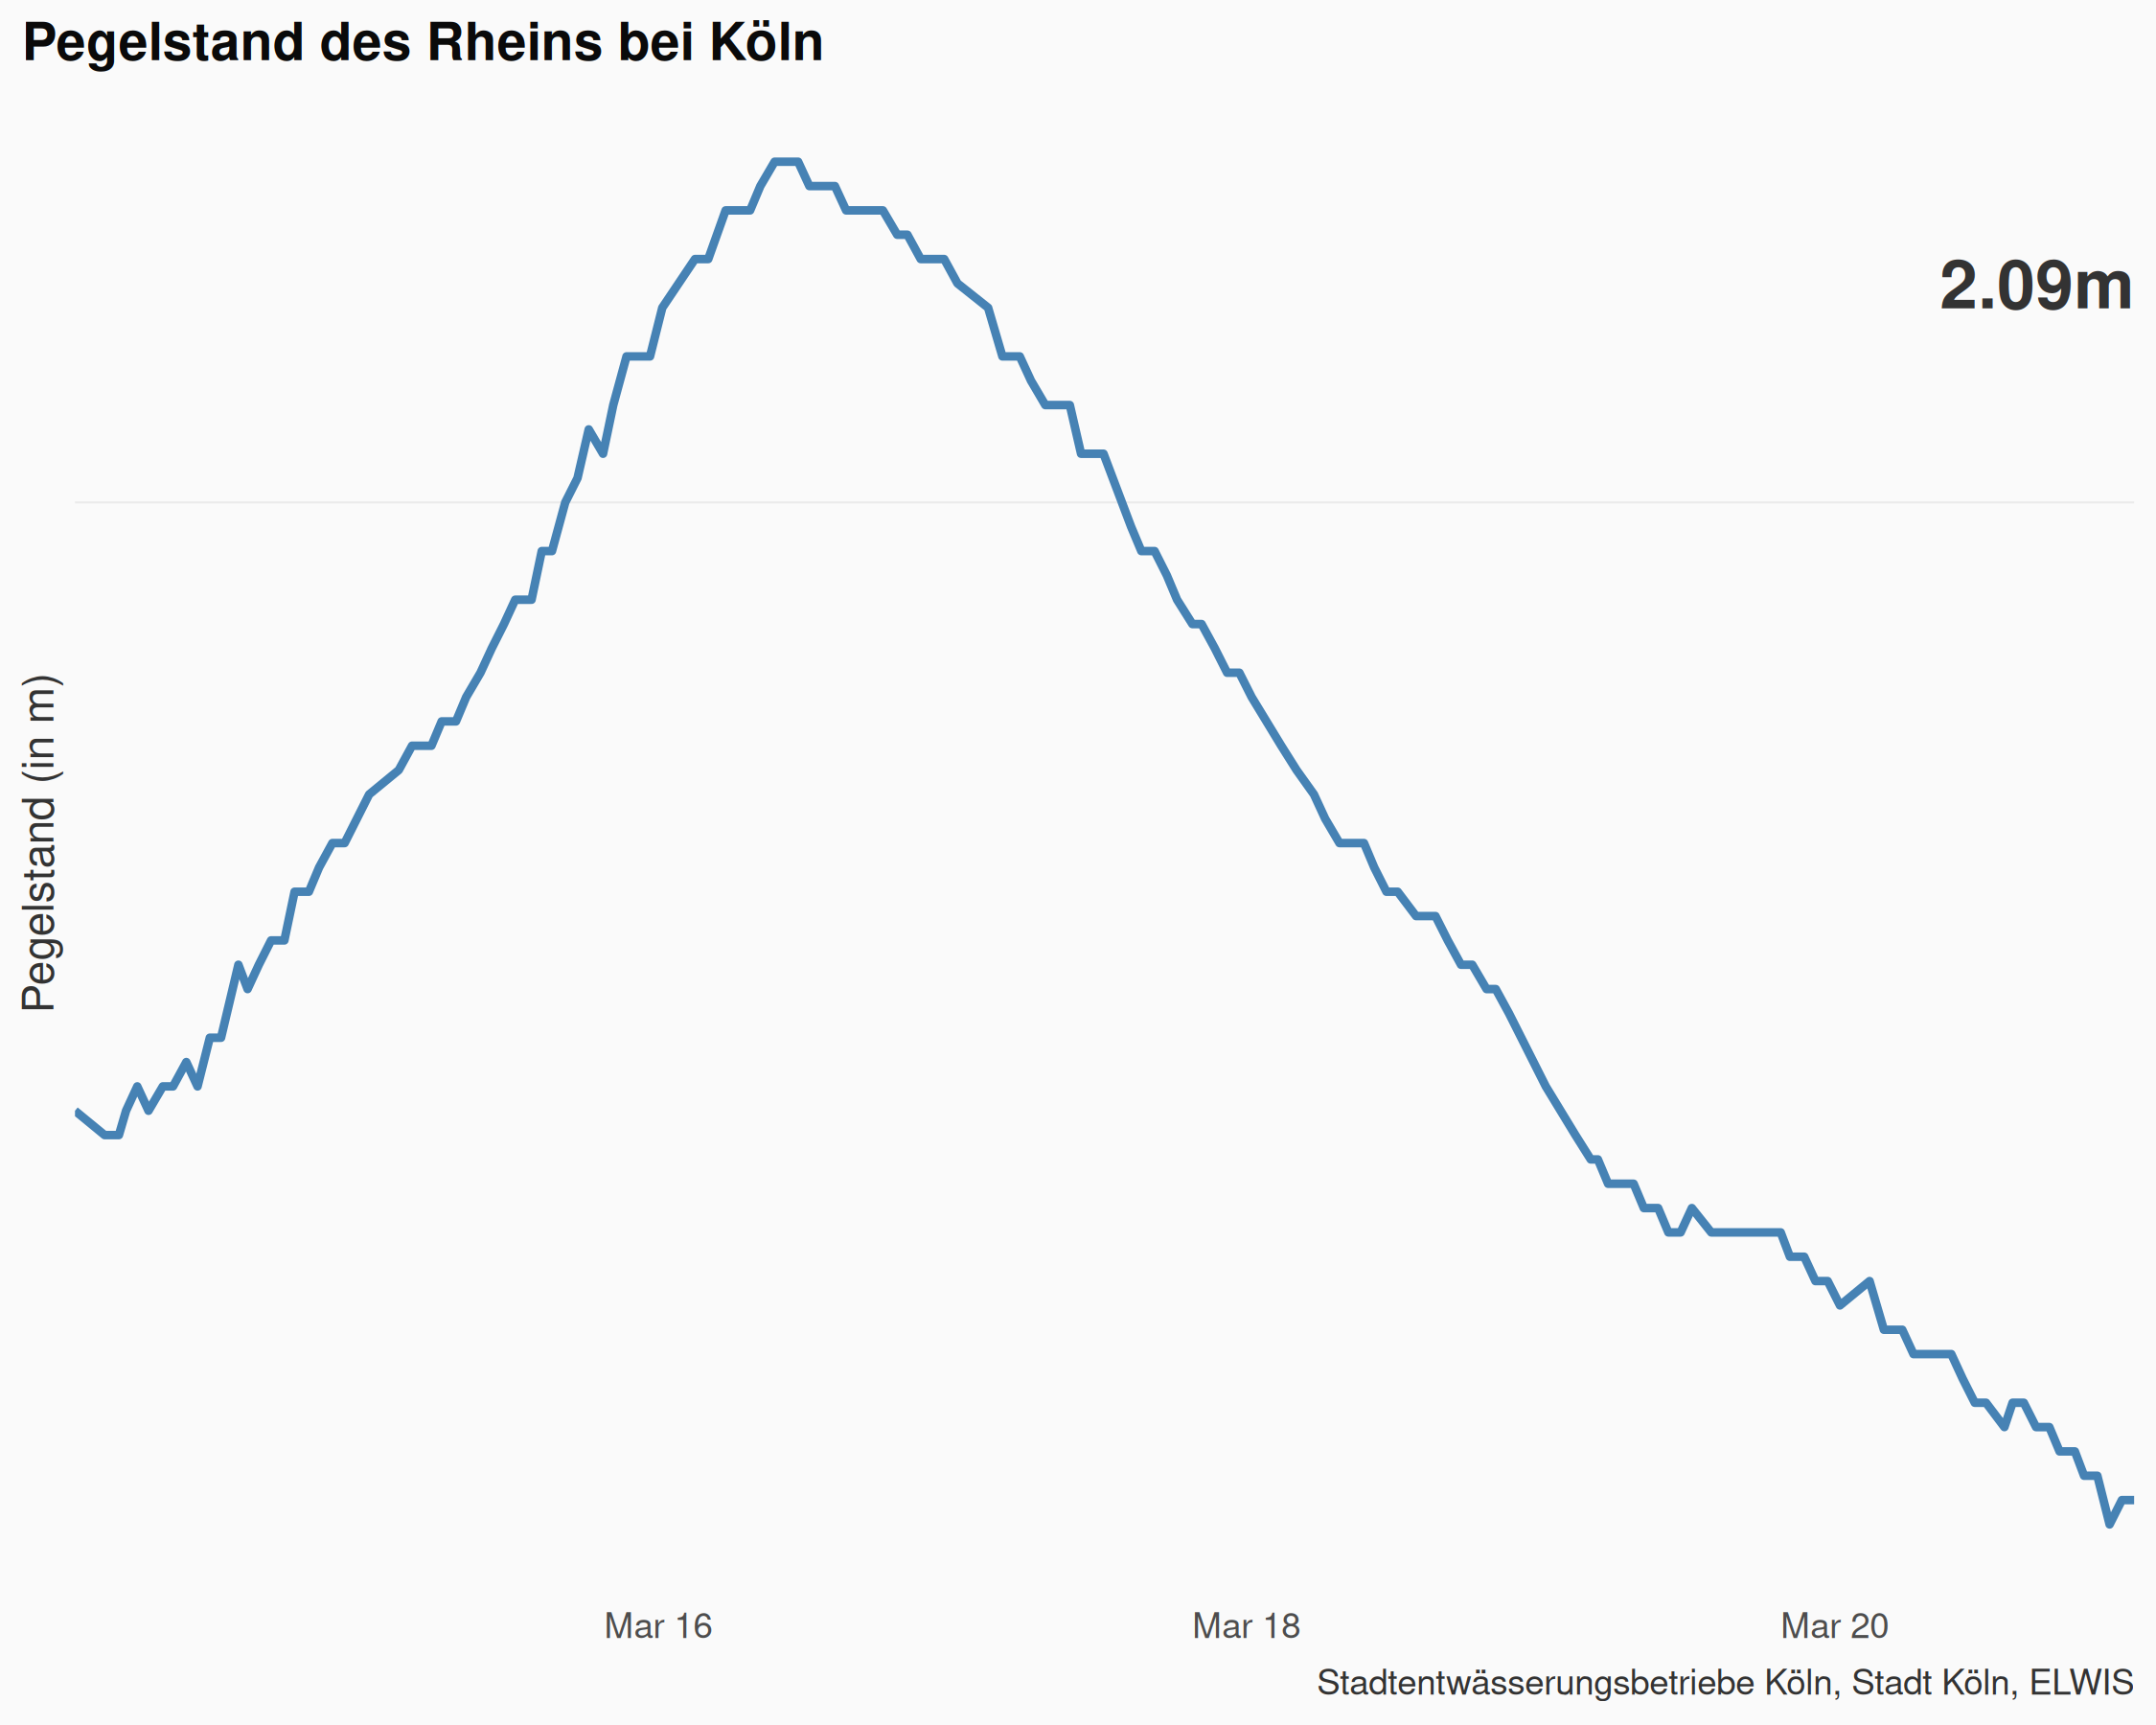 Pegelstand des Rheins bei Köln
2.09m
Pegelstand (in m)
Mar 16
Mar 18
Mar 20
Stadtentwässerungsbetriebe Köln, Stadt Köln, ELWIS